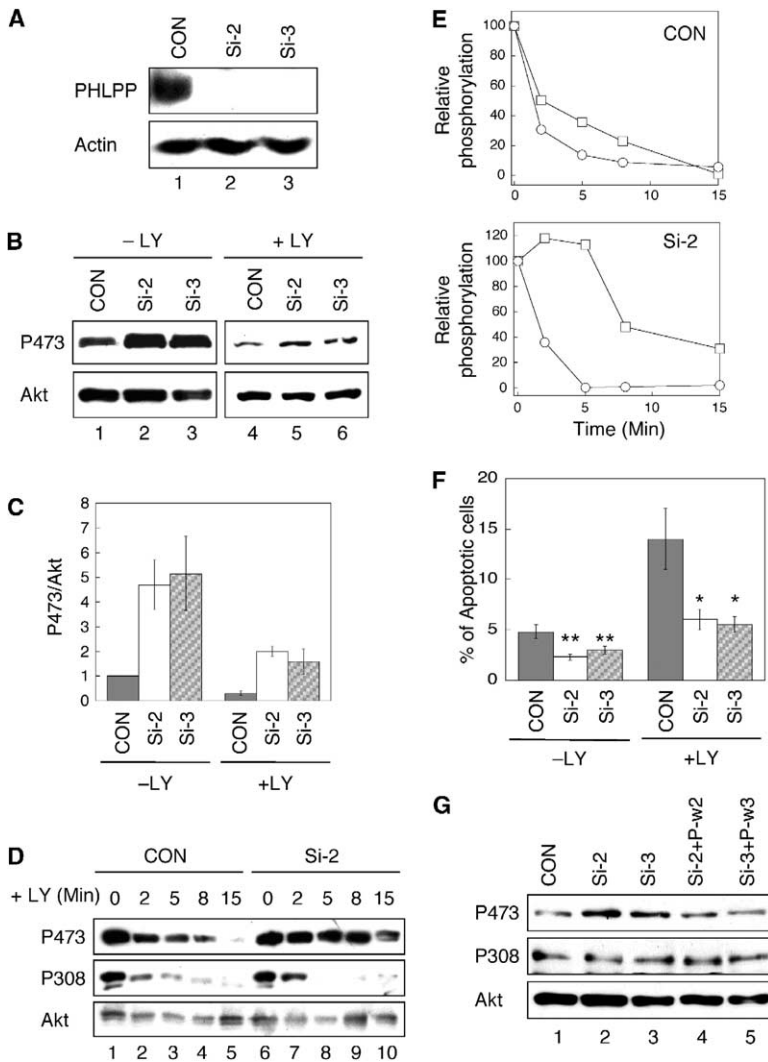 A
CON
Si-2
Si-3
PHLPP
Actin
1 2 3
B
– LY + LY
CON Si-2 Si-3 CON Si-2 Si-3
P473
Akt
1 2 3 4 5 6
C
P473/Akt
8
7
6
5
4
3
2
1
0
CON Si-2 Si-3 CON Si-2 Si-3
–LY +LY
D
CON Si-2
+ LY (Min) 0 2 5 8 15 0 2 5 8 15
P473
P308
Akt
1 2 3 4 5 6 7 8 9 10
E
Relative phosphorylation
100
80
60
40
20
0
CON
0 5 10 15
Relative phosphorylation
120
100
80
60
40
20
0
Si-2
0 5 10 15
Time (Min)
F
% of Apoptotic cells
20
15
10
5
0
** ** * *
CON Si-2 Si-3 CON Si-2 Si-3
–LY +LY
G
CON Si-2 Si-3 Si-2+P-w2 Si-3+P-w3
P473
P308
Akt
1 2 3 4 5